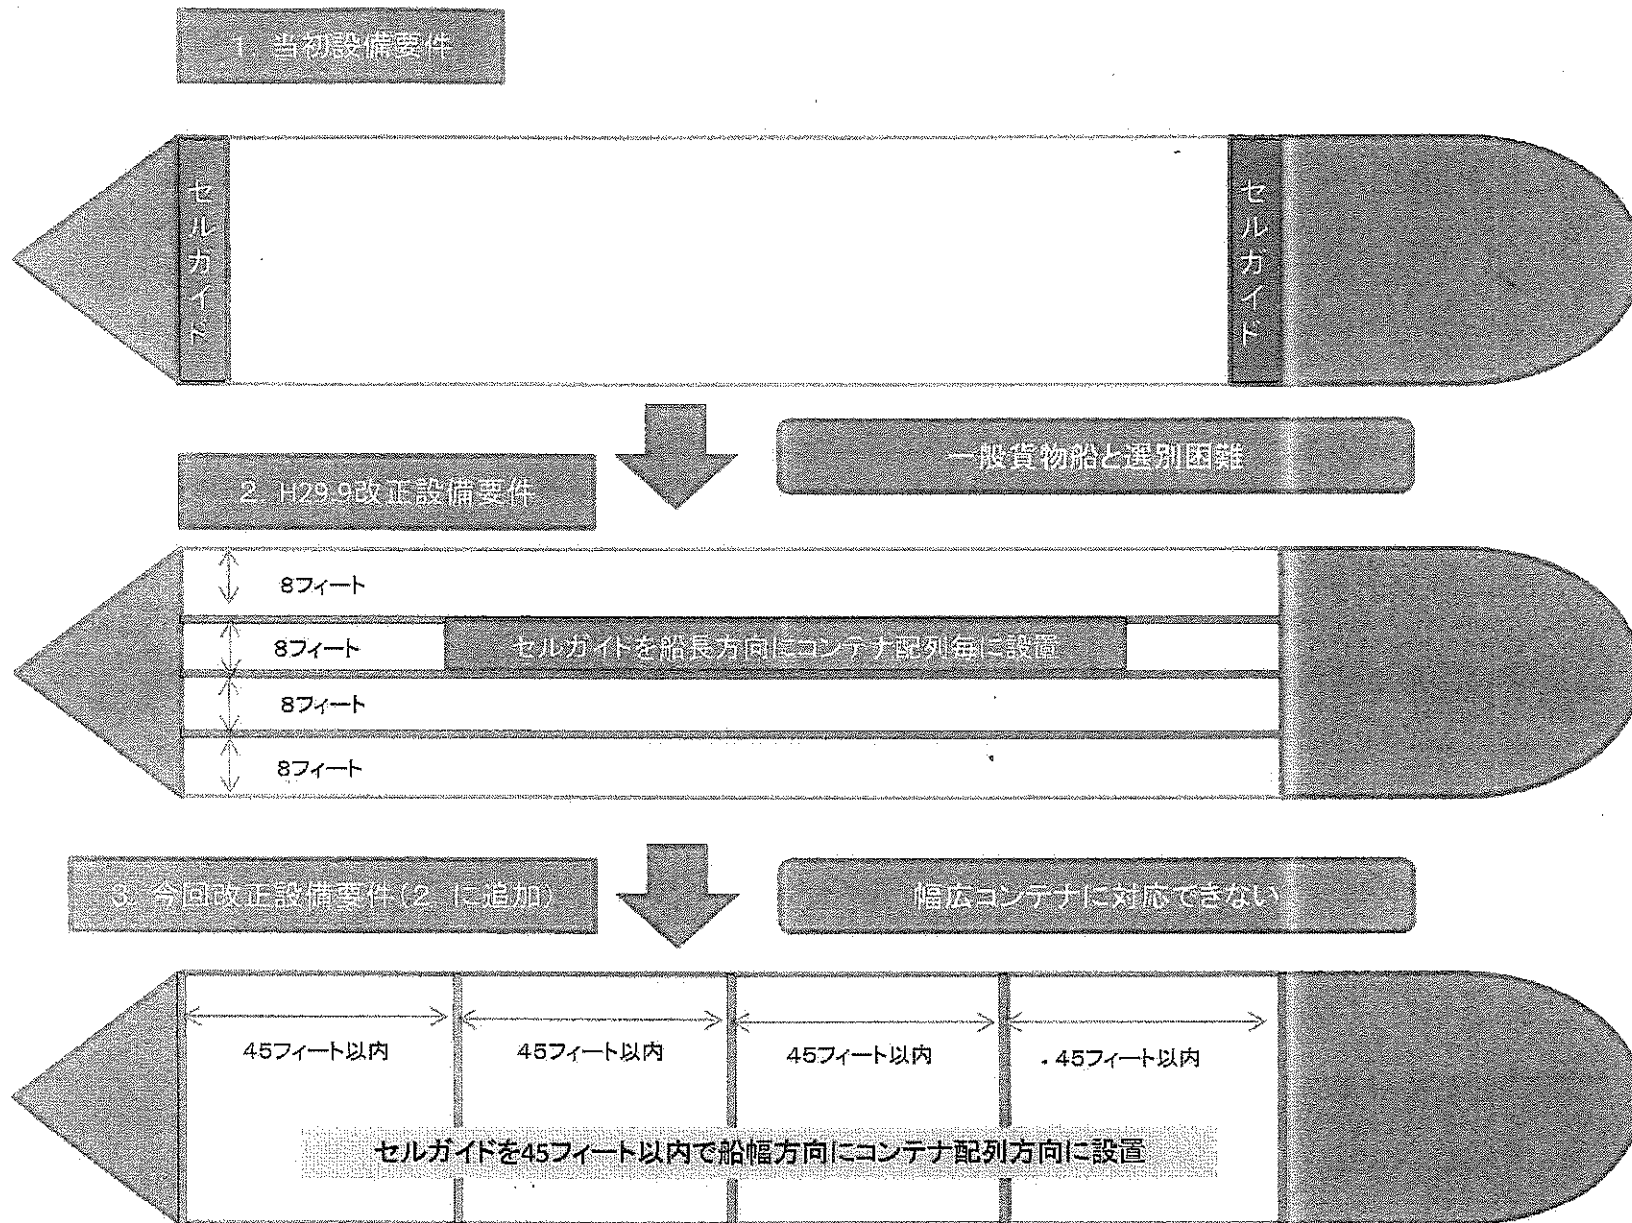 1. 当初設備要件
セルガイド
セルガイド
一般貨物船と選別困難
2. H29.9改正設備要件
8フィート
8フィート
セルガイドを船長方向にコンテナ配列毎に設置
8フィート
8フィート
3. 今回改正設備要件(2. に追加)
幅広コンテナに対応できない
45フィート以内
45フィート以内
45フィート以内
45フィート以内
セルガイドを45フィート以内で船幅方向にコンテナ配列方向に設置